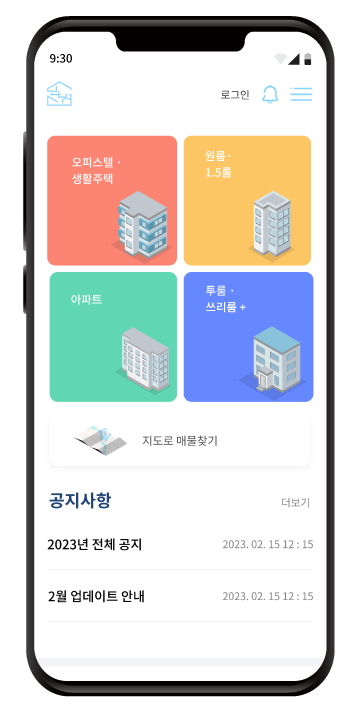 9:30
로그인
오피스텔 ·
생활주택
원룸·
1.5룸
아파트
투룸 ·
쓰리룸 +
지도로 매물찾기
공지사항
더보기
2023년 전체 공지
2023. 02. 15 12 : 15
2월 업데이트 안내
2023. 02. 15 12 : 15